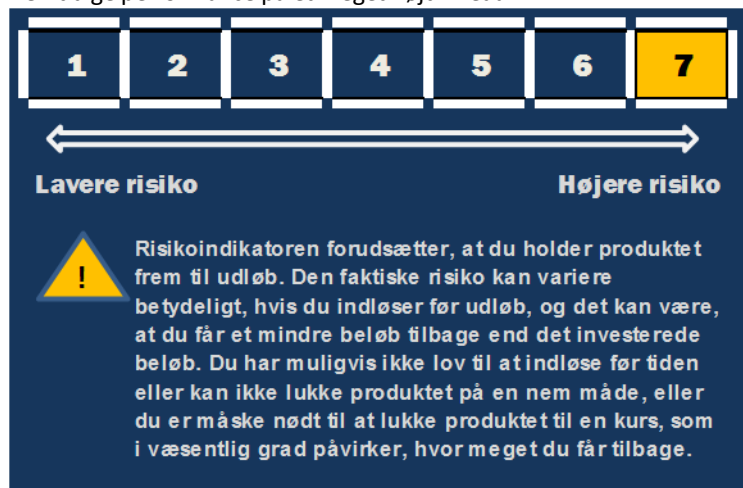 1 2 3 4 5 6 7
Lavere risiko Højere risiko
!
Risikoindikatoren forudsætter, at du holder produktet
frem til udløb. Den faktiske risiko kan variere
betydeligt, hvis du indløser før udløb, og det kan være,
at du får et mindre beløb tilbage end det investerede
beløb. Du har muligvis ikke lov til at indløse før tiden
eller kan ikke lukke produktet på en nem måde, eller
du er måske nødt til at lukke produktet til en kurs, som
i væsentlig grad påvirker, hvor meget du får tilbage.